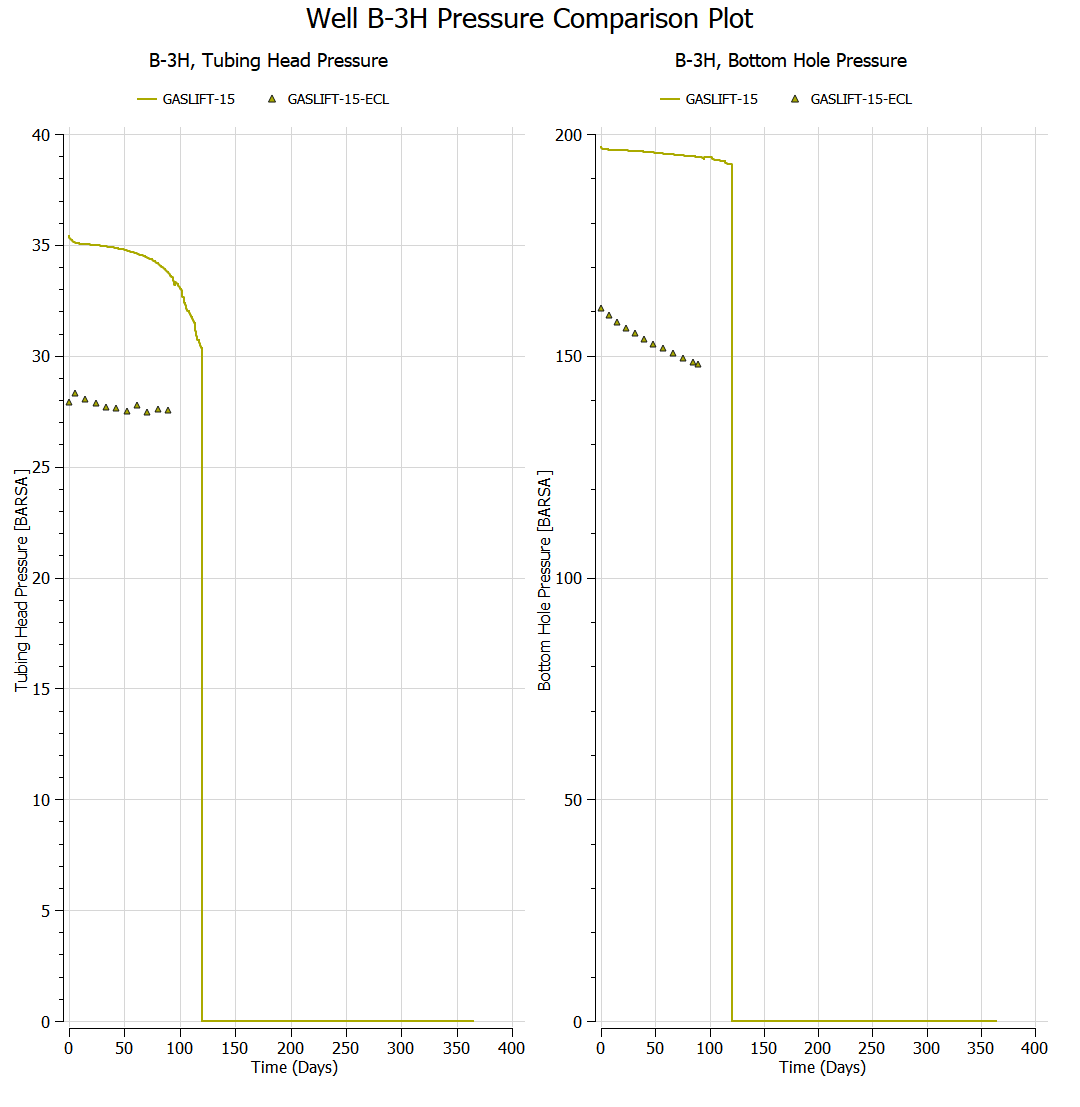 Well B-3H Pressure Comparison Plot
B-3H, Tubing Head Pressure
GASLIFT-15 GASLIFT-15-ECL
40
35
30
25
20
15
10
5
0
Tubing Head Pressure [BARSA]
0 50 100 150 200 250 300 350 400
Time (Days)
B-3H, Bottom Hole Pressure
GASLIFT-15 GASLIFT-15-ECL
200
150
100
50
0
Bottom Hole Pressure [BARSA]
0 50 100 150 200 250 300 350 400
Time (Days)